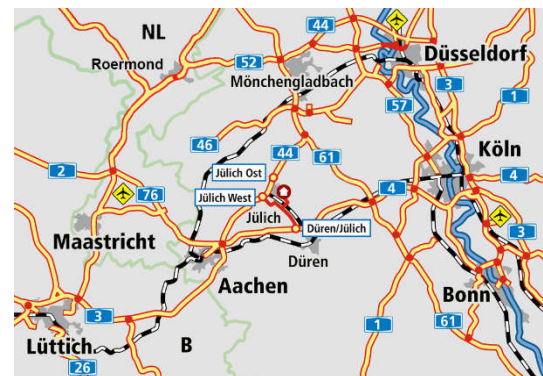 NL
44
Düsseldorf
Roermond
52
3
Mönchengladbach
57
1
46
44
61
Köln
2
Jülich Ost
4
4
76
Jülich West
Jülich
Düren/Jülich
3
Maastricht
Düren
Aachen
Bonn
3
1
61
Lüttich
B
26